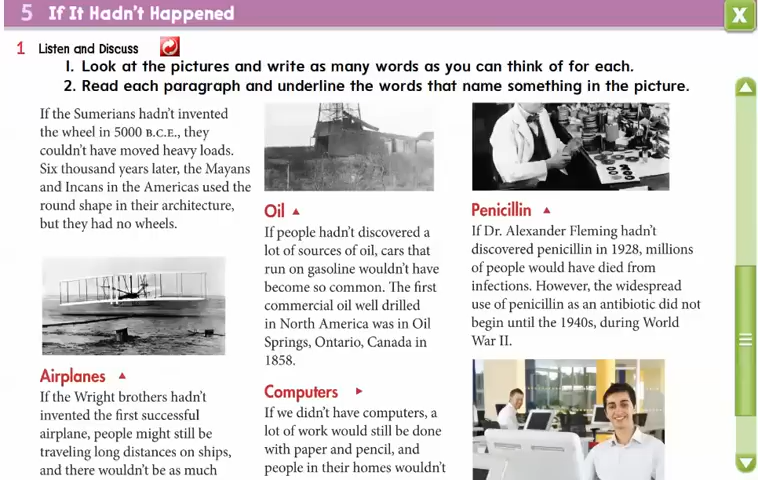 5 If It Hadn't Happened
X
1 Listen and Discuss
1. Look at the pictures and write as many words as you can think of for each.
2. Read each paragraph and underline the words that name something in the picture.
If the Sumerians hadn't invented
the wheel in 5000 B.C.E., they
couldn't have moved heavy loads.
Six thousand years later, the Mayans
and Incans in the Americas used the
round shape in their architecture,
but they had no wheels.
Airplanes
If the Wright brothers hadn't
invented the first successful
airplane, people might still be
traveling long distances on ships,
and there wouldn't be as much
Oil
If people hadn't discovered a
lot of sources of oil, cars that
run on gasoline wouldn't have
become so common. The first
commercial oil well drilled
in North America was in Oil
Springs, Ontario, Canada in
1858.
Computers
If we didn't have computers, a
lot of work would still be done
with paper and pencil, and
people in their homes wouldn't
Penicillin
If Dr. Alexander Fleming hadn't
discovered penicillin in 1928, millions
of people would have died from
infections. However, the widespread
use of penicillin as an antibiotic did not
begin until the 1940s, during World
War II.